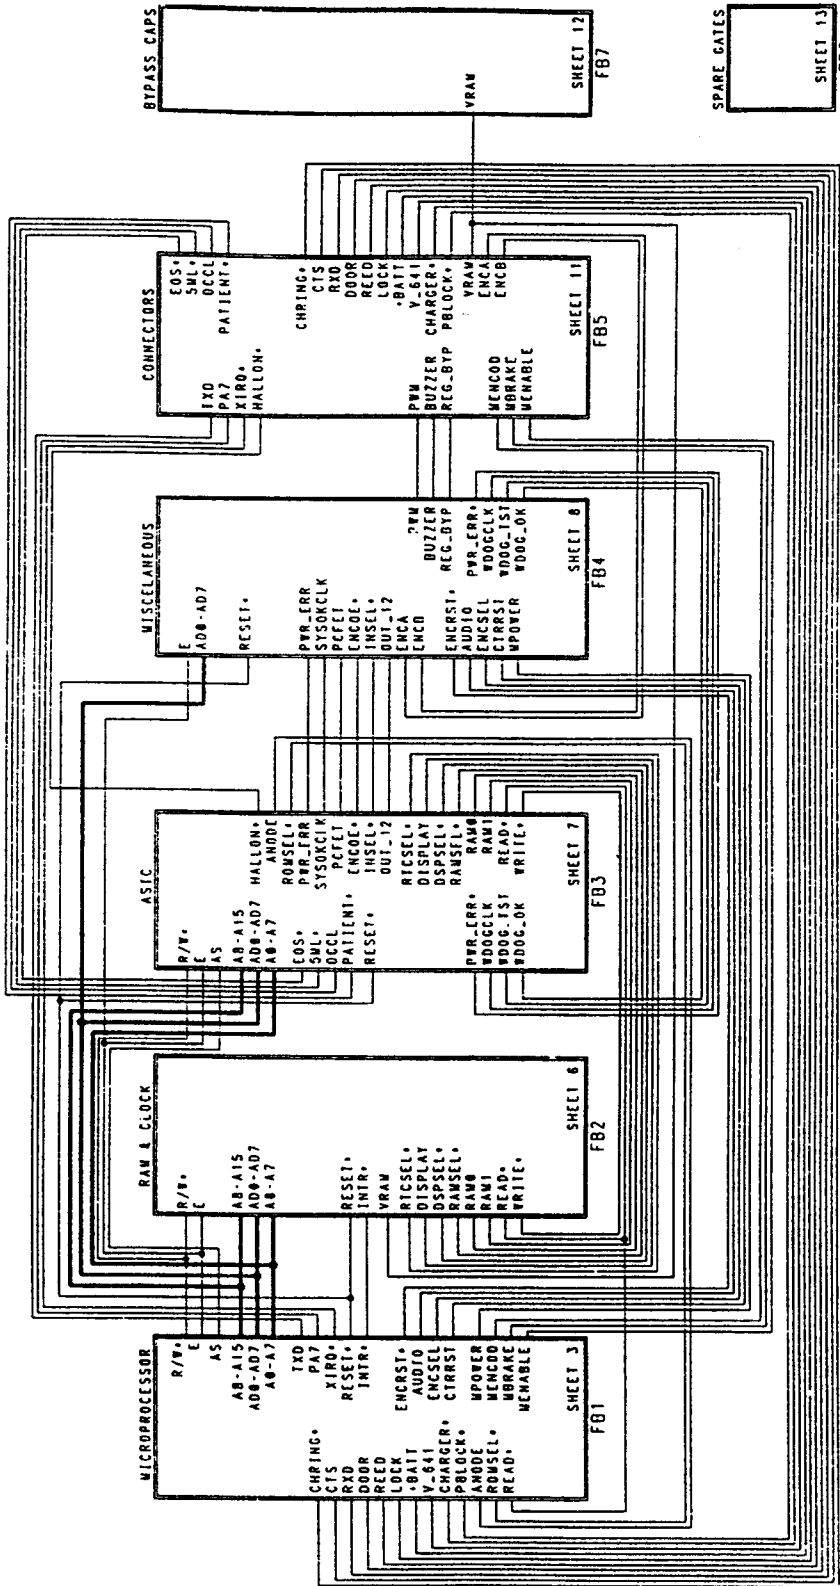 MICROPROCESSOR
R/W*
E
AS
A8-A15
AD0-AD7
A0-A7
TXD
PA7
XIRQ*
RESET*
INTR*
ENCRST*
AUDIO
ENCSEL
CTRRST
MPOWER
MENCOD
MBRAKE
MENABLE
CHRING*
CTS
RXD
DOOR
REED
LOCK
+BATT
V_641
CHARGER*
PBLOCK*
ANODE
ROMSEL*
READ*
SHEET 3
FB1
RAM & CLOCK
R/W*
E
A8-A15
AD0-AD7
A0-A7
RESET*
INTR*
VRAM
RTCSEL*
DISPLAY
DSPSEL*
RAMSEL*
RAM0
RAM1
READ*
WRITE*
SHEET 6
FB2
ASIC
R/W*
E
AS
A8-A15
AD0-AD7
A0-A7
EOS*
5ML*
OCCL
PATIENT*
RESET*
PWR_ERR*
WDOGCLK
WDOG_TST
WDOG_OK
HALLON*
ANODE
ROMSEL*
PWR_ERR
SYSOKCLK
PCFET
ENCOE*
INSEL*
OUT_12
RTCSEL*
DISPLAY
DSPSEL*
RAMSEL*
RAM0
RAM1
READ*
WRITE*
SHEET 7
FB3
MISCELANEOUS
E
AD0-AD7
RESET*
PWR_ERR
SYSOKCLK
PCFET
ENCOE*
INSEL*
OUT_12
ENCA
ENCB
ENCRST*
AUDIO
ENCSEL
CTRRST
MPOWER
PWM
BUZZER
REG_BYP
PWR_ERR*
WDOGCLK
WDOG_TST
WDOG_OK
SHEET 8
FB4
CONNECTORS
TXD
PA7
XIRQ*
HALLON*
PWM
BUZZER
REG_BYP
MENCOD
MBRAKE
MENABLE
EOS*
5ML*
OCCL
PATIENT*
CHRING*
CTS
RXD
DOOR
REED
LOCK
+BATT
V_641
CHARGER*
PBLOCK*
VRAM
ENCA
ENCB
SHEET 11
FB5
BYPASS CAPS
VRAM
SHEET 12
FB7
SPARE GATES
SHEET 13